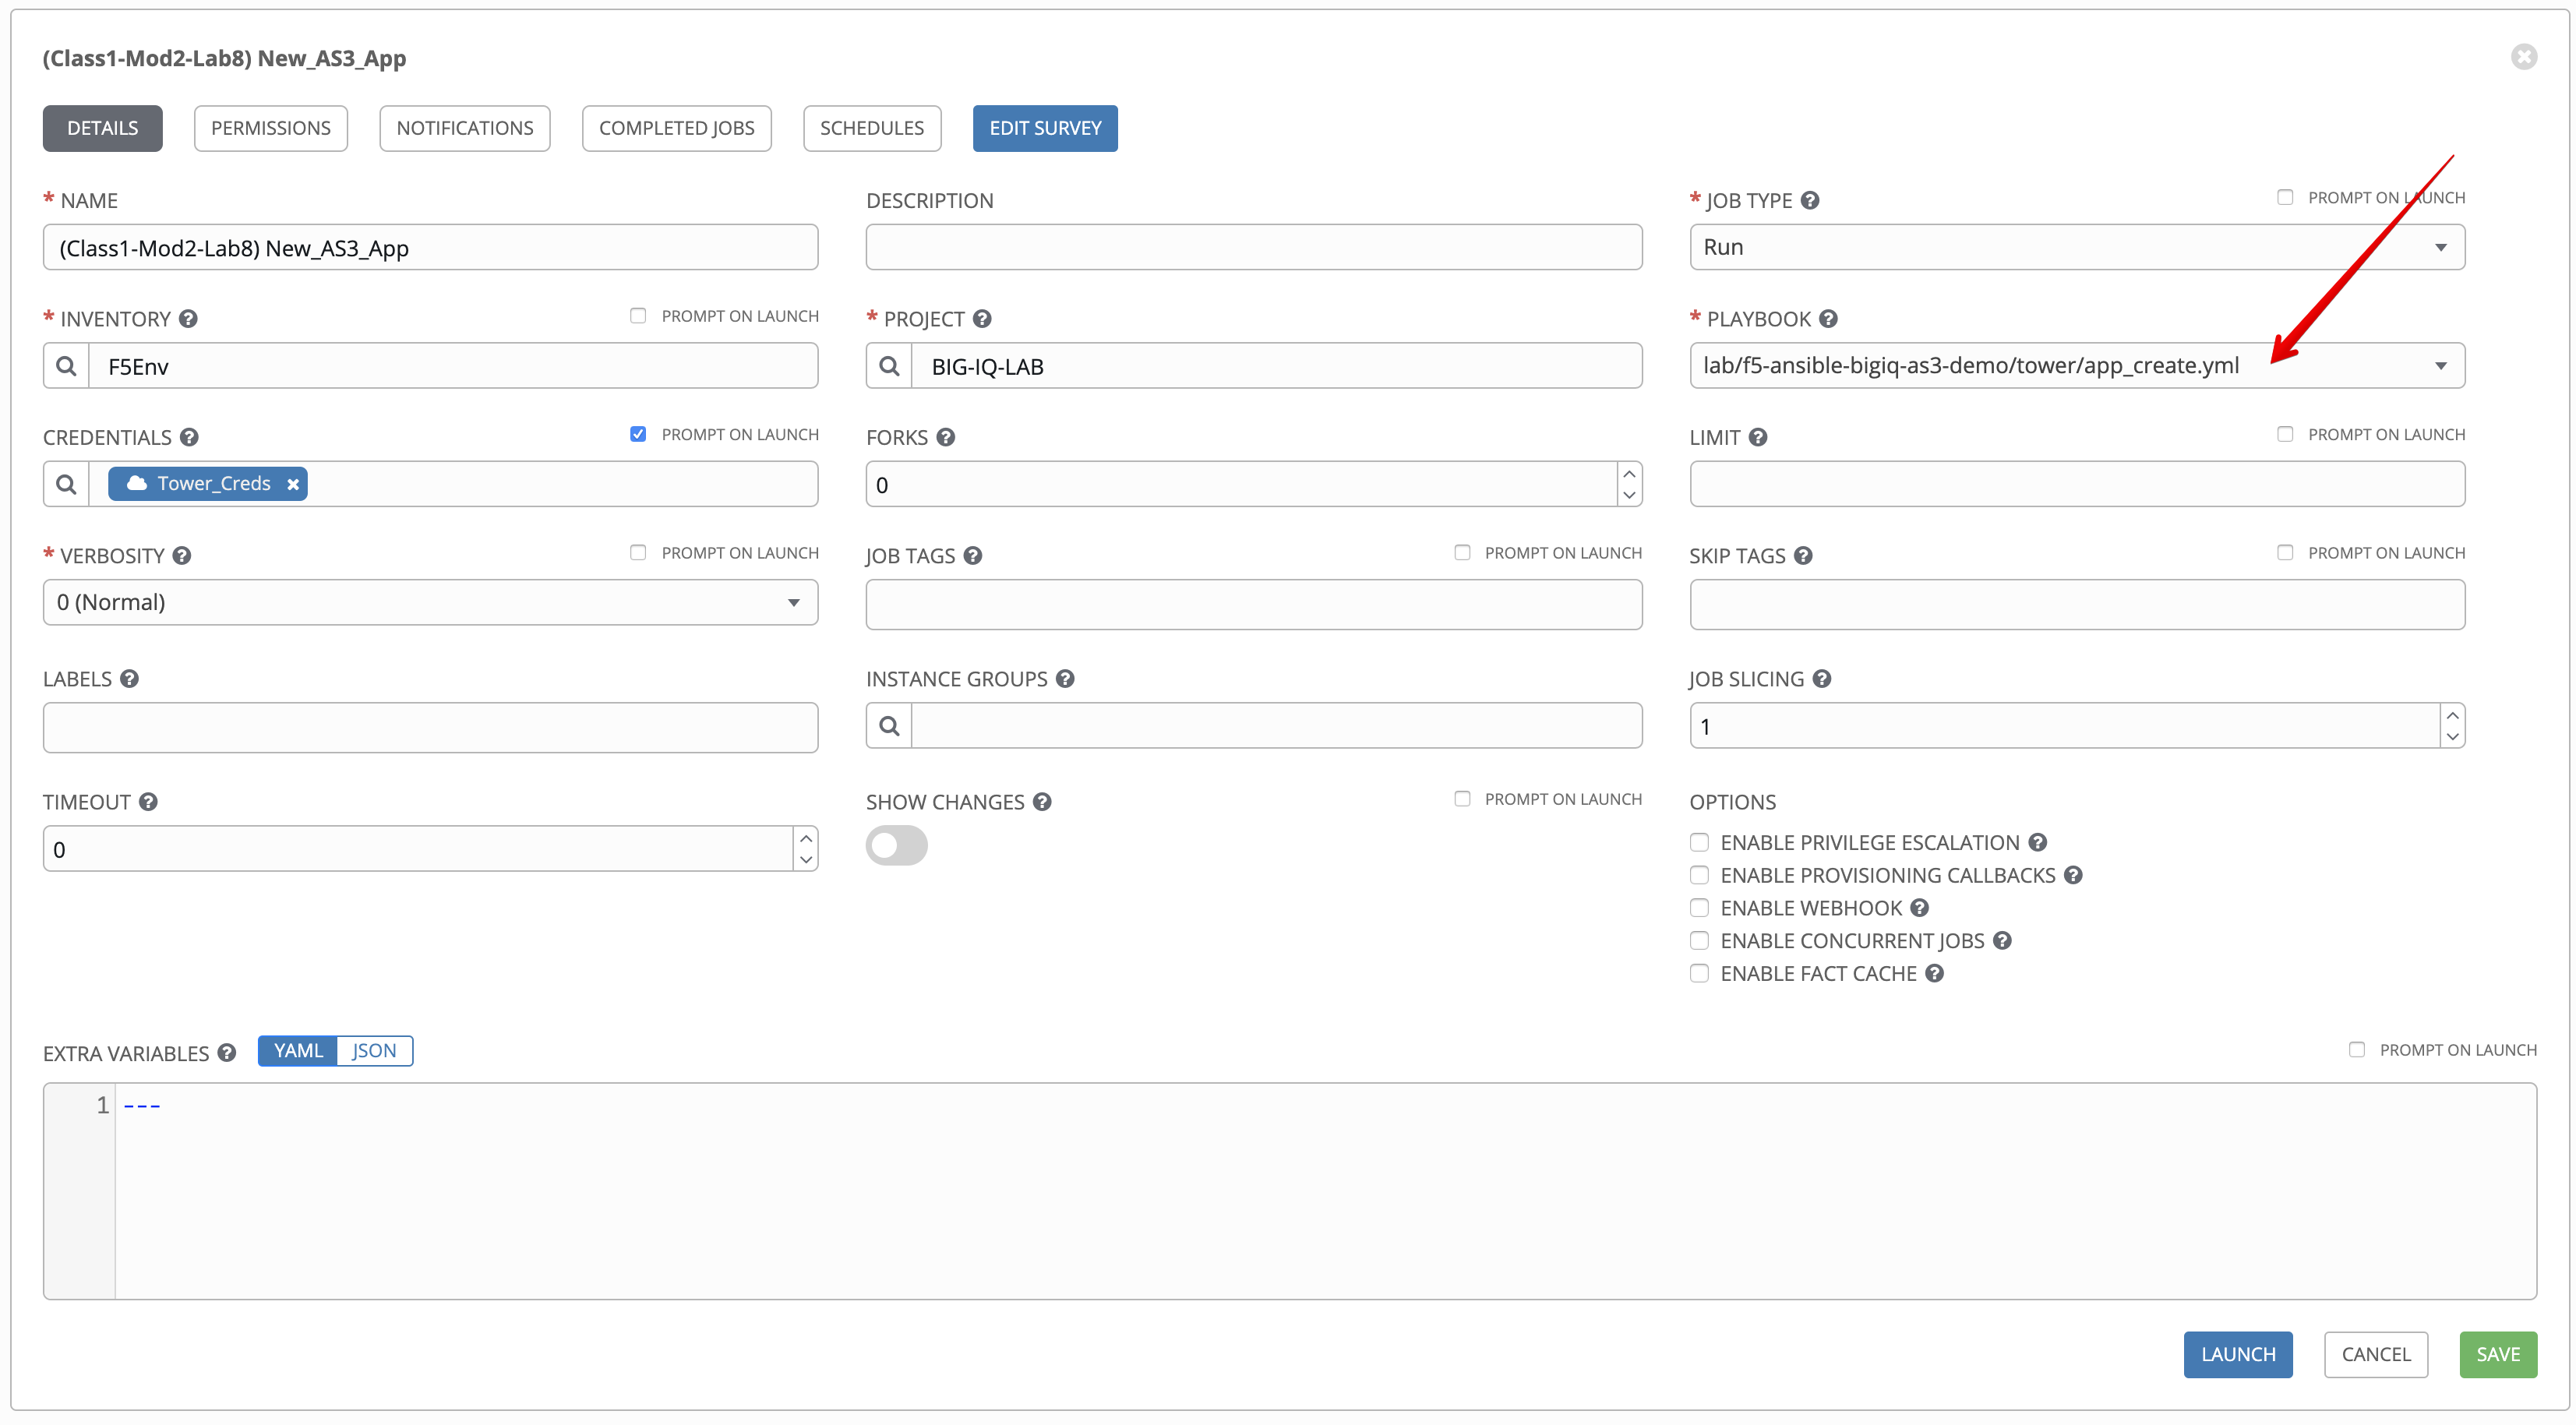 (Class1-Mod2-Lab8) New_AS3_App
DETAILS PERMISSIONS NOTIFICATIONS COMPLETED JOBS SCHEDULES EDIT SURVEY
* NAME DESCRIPTION * JOB TYPE PROMPT ON LAUNCH
(Class1-Mod2-Lab8) New_AS3_App Run
* INVENTORY PROMPT ON LAUNCH * PROJECT * PLAYBOOK
F5Env BIG-IQ-LAB lab/f5-ansible-bigiq-as3-demo/tower/app_create.yml
CREDENTIALS PROMPT ON LAUNCH FORKS LIMIT PROMPT ON LAUNCH
Tower_Creds 0
* VERBOSITY PROMPT ON LAUNCH JOB TAGS PROMPT ON LAUNCH SKIP TAGS PROMPT ON LAUNCH
0 (Normal)
LABELS INSTANCE GROUPS JOB SLICING
1
TIMEOUT SHOW CHANGES PROMPT ON LAUNCH OPTIONS
0 ENABLE PRIVILEGE ESCALATION
ENABLE PROVISIONING CALLBACKS
ENABLE WEBHOOK
ENABLE CONCURRENT JOBS
ENABLE FACT CACHE
EXTRA VARIABLES YAML JSON PROMPT ON LAUNCH
1 ---
LAUNCH CANCEL SAVE